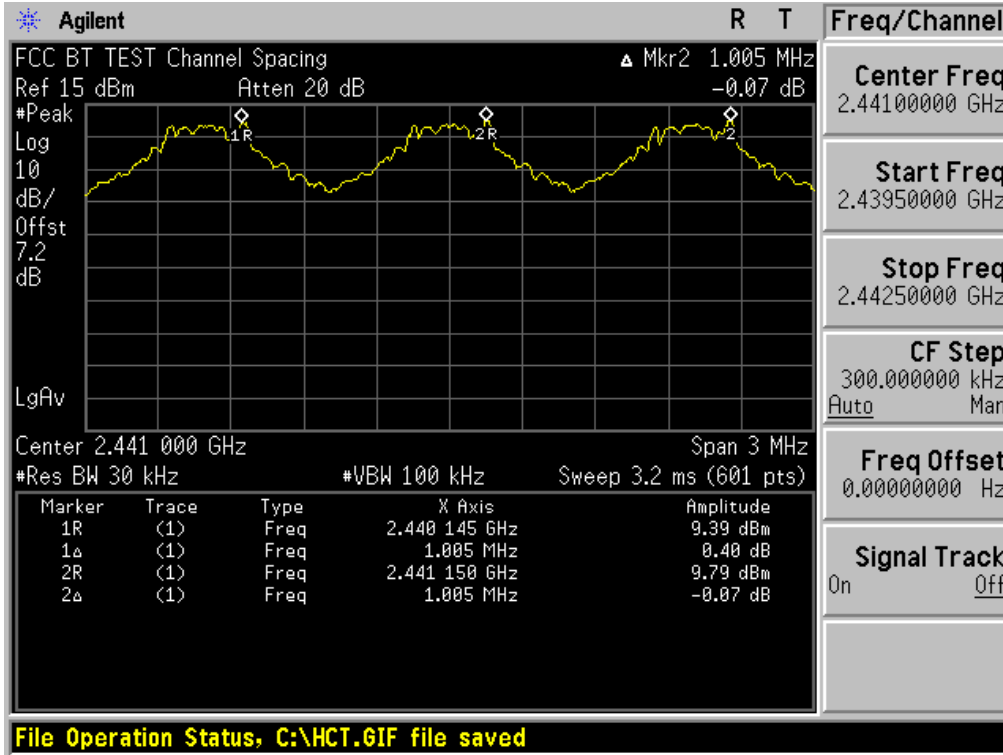 Agilent R T Freq/Channel
FCC BT TEST Channel Spacing Δ Mkr2 1.005 MHz
Ref 15 dBm Atten 20 dB -0.07 dB
#Peak
Log
10
dB/
Offset
7.2
dB
LgAv
1R
2R
2
Center 2.441 000 GHz Span 3 MHz
#Res BW 30 kHz #VBW 100 kHz Sweep 3.2 ms (601 pts)
Marker Trace Type X Axis Amplitude
1R (1) Freq 2.440 145 GHz 9.39 dBm
1Δ (1) Freq 1.005 MHz 0.40 dB
2R (1) Freq 2.441 150 GHz 9.79 dBm
2Δ (1) Freq 1.005 MHz -0.07 dB
Center Freq
2.44100000 GHz
Start Freq
2.43950000 GHz
Stop Freq
2.44250000 GHz
CF Step
300.000000 kHz
Auto Man
Freq Offset
0.00000000 Hz
Signal Track
On Off
File Operation Status, C:\HCT.GIF file saved